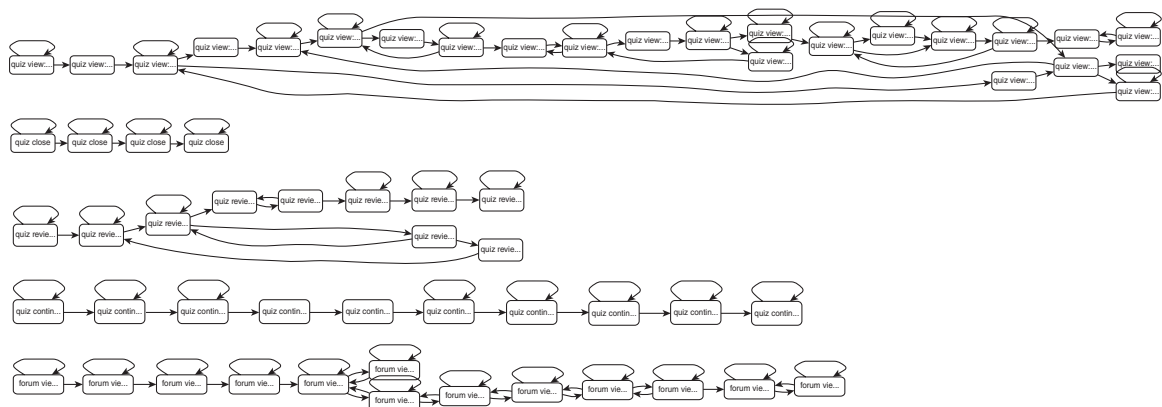 quiz view:... quiz view:... quiz view:... quiz view:... quiz view:... quiz view:... quiz view:... quiz view:... quiz view:... quiz view:... quiz view:... quiz view:... quiz view:... quiz view:... quiz view:... quiz view:... quiz view:... quiz view:... quiz view:... quiz view:... quiz view:... quiz view:... quiz view:... quiz view:...
quiz close quiz close quiz close quiz close
quiz revie... quiz revie... quiz revie... quiz revie... quiz revie... quiz revie... quiz revie... quiz revie...
quiz revie... quiz revie...
quiz contin... quiz contin... quiz contin... quiz contin... quiz contin... quiz contin... quiz contin... quiz contin... quiz contin... quiz contin...
forum vie... forum vie... forum vie... forum vie... forum vie... forum vie... forum vie... forum vie... forum vie... forum vie... forum vie... forum vie... forum vie...